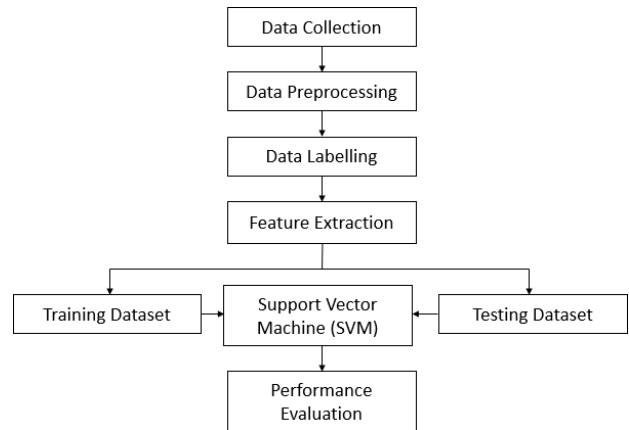 Data Collection
Data Preprocessing
Data Labelling
Feature Extraction
Training Dataset
Support Vector
Machine (SVM)
Testing Dataset
Performance
Evaluation